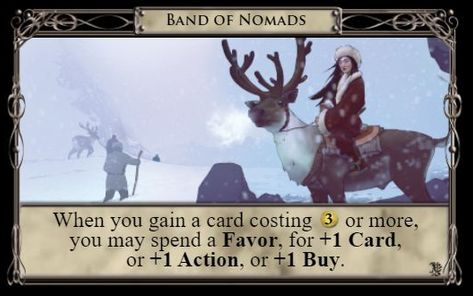 Band of Nomads
When you gain a card costing 3 or more,
you may spend a Favor, for +1 Card,
or +1 Action, or +1 Buy.